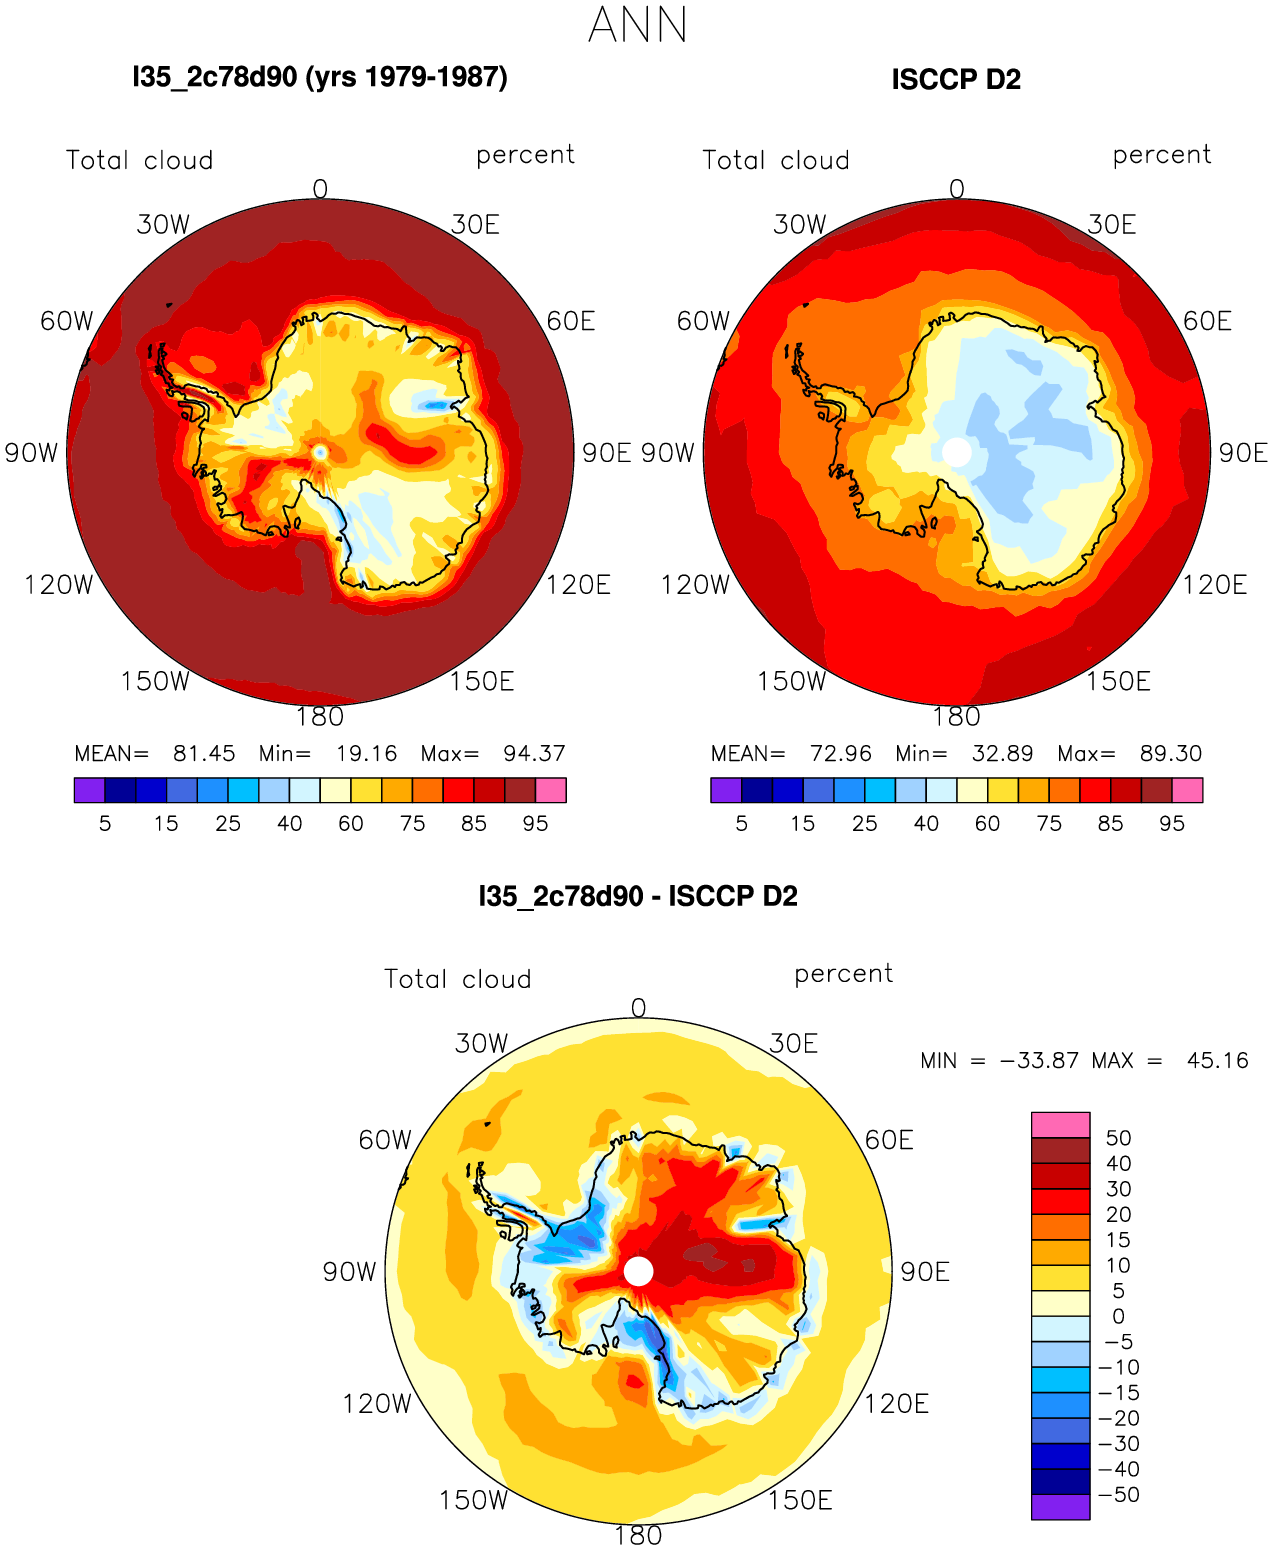 ANN
I35_2c78d90 (yrs 1979-1987)
ISCCP D2
Total cloud percent
Total cloud percent
0
30W 30E
60W 60E
90W 90E
120W 120E
150W 150E
180
0
30W 30E
60W 60E
90W 90E
120W 120E
150W 150E
180
MEAN= 81.45 Min= 19.16 Max= 94.37
5 15 25 40 60 75 85 95
MEAN= 72.96 Min= 32.89 Max= 89.30
5 15 25 40 60 75 85 95
I35_2c78d90 - ISCCP D2
Total cloud percent
0
30W 30E
60W 60E
90W 90E
120W 120E
150W 150E
180
MIN = −33.87 MAX = 45.16
50
40
30
20
15
10
5
0
−5
−10
−15
−20
−30
−40
−50